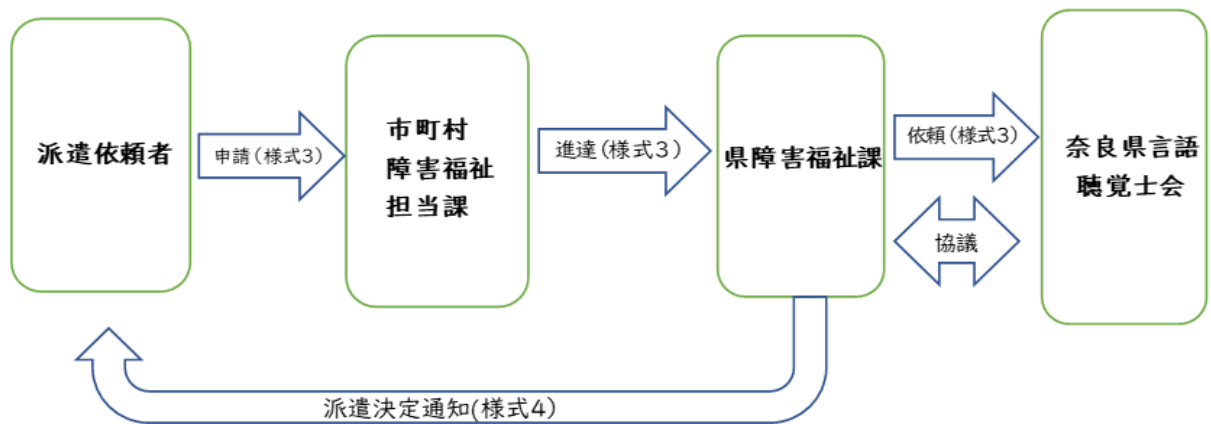 派遣依頼者
申請(様式3)
市町村
障害福祉
担当課
進達(様式3)
県障害福祉課
依頼(様式3)
協議
奈良県言語
聴覚士会
派遣決定通知(様式4)